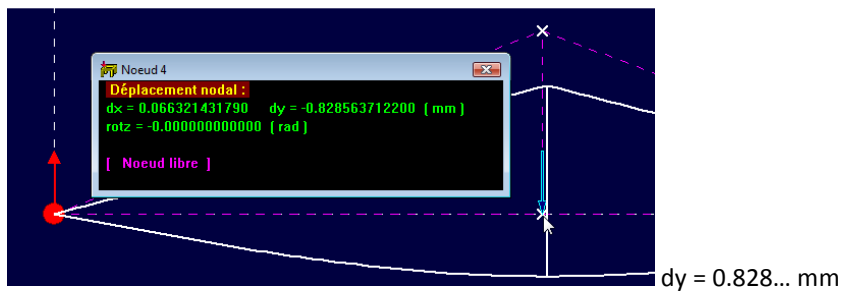 Noeud 4
Déplacement nodal :
dx = 0.066321431790 dy = -0.828563712200 ( mm )
rotz = -0.000000000000 ( rad )
[ Noeud libre ]
dy = 0.828... mm